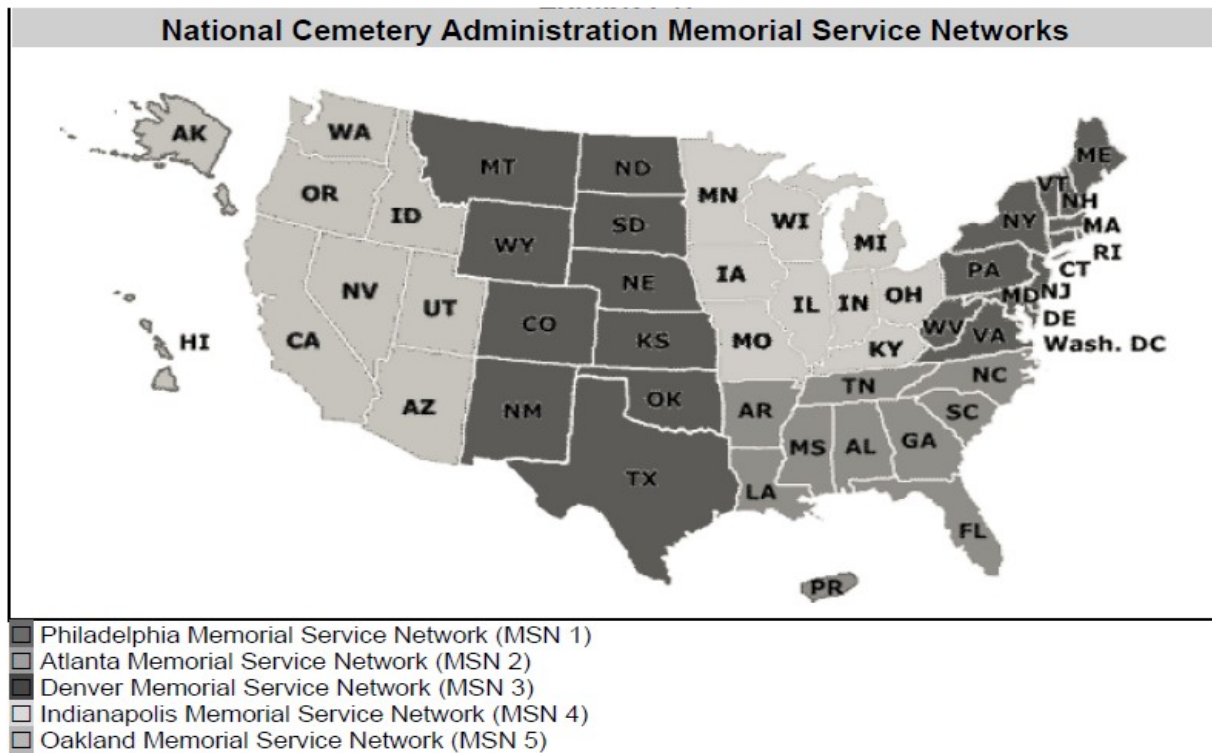 National Cemetery Administration Memorial Service Networks
AK
WA
MT
ND
MN
ME
VT
NH
OR
ID
WY
SD
WI
MI
NY
MA
RI
CT
NV
UT
CO
NE
IA
IL
IN
OH
PA
NJ
MD
DE
Wash. DC
HI
CA
KS
MO
KY
WV
VA
AZ
NM
OK
AR
TN
NC
SC
TX
LA
MS
AL
GA
FL
PR
Philadelphia Memorial Service Network (MSN 1)
Atlanta Memorial Service Network (MSN 2)
Denver Memorial Service Network (MSN 3)
Indianapolis Memorial Service Network (MSN 4)
Oakland Memorial Service Network (MSN 5)